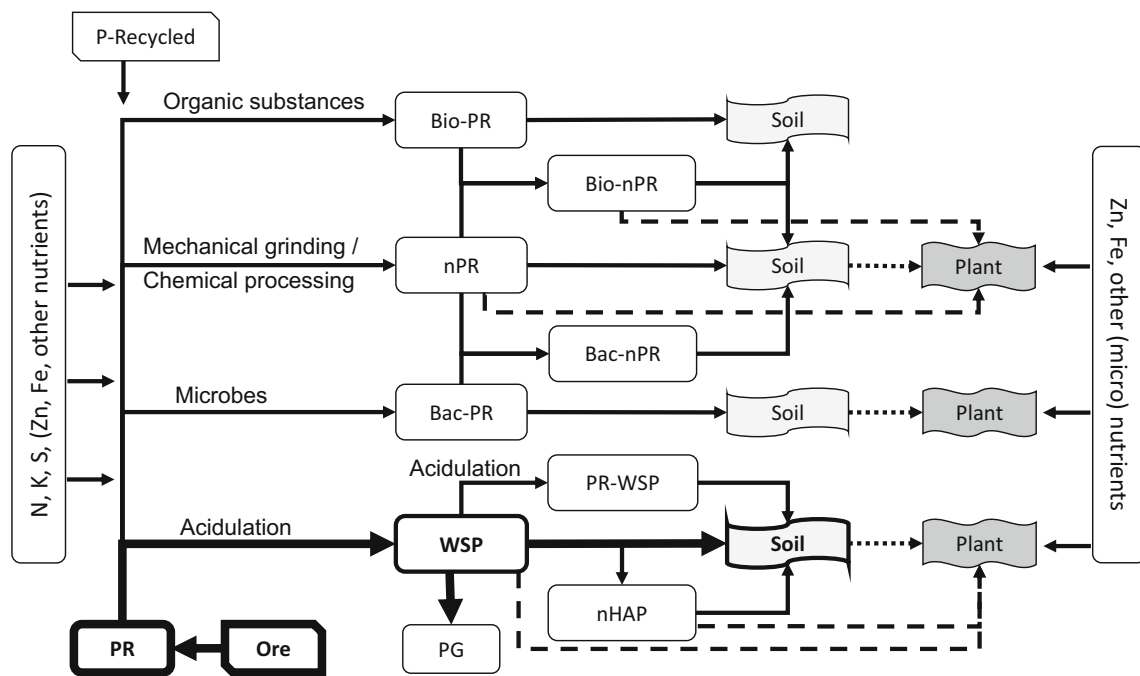 P-Recycled
Organic substances
Bio-PR
Soil
Bio-nPR
N, K, S, (Zn, Fe, other nutrients)
Mechanical grinding /
Chemical processing
nPR
Soil
Plant
Zn, Fe, other (micro) nutrients
Bac-nPR
Microbes
Bac-PR
Soil
Plant
Acidulation
PR-WSP
Acidulation
WSP
Soil
Plant
nHAP
PR
Ore
PG